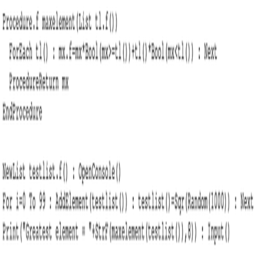 Procedure.f maxelement(List tl.f())
ForEach tl() : mx.f=mx*Bool(mx>=tl())+tl()*Bool(mx<tl()) : Next
ProcedureReturn mx
EndProcedure
NewList testlist.f() : OpenConsole()
For i=0 To 99 : AddElement(testlist()) : testlist()=Sqr(Random(1000)) : Next
Print("Greatest element = "+StrF(maxelement(testlist()),8)) : Input()